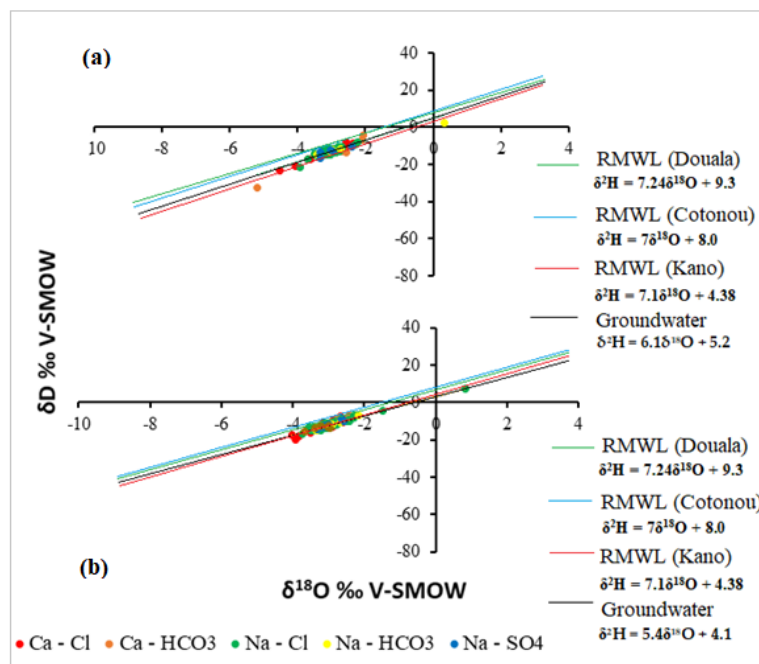 (a)
40
20
0
10 -8 -6 -4 -2 0 2 4
-20
-40
-60
-80
RMWL (Douala)
δ²H = 7.24δ¹⁸O + 9.3
RMWL (Cotonou)
δ²H = 7δ¹⁸O + 8.0
RMWL (Kano)
δ²H = 7.1δ¹⁸O + 4.38
Groundwater
δ²H = 6.1δ¹⁸O + 5.2
δD ‰ V-SMOW
40
20
0
-10 -8 -6 -4 -2 0 2 4
-20
-40
-60
-80
RMWL (Douala)
δ²H = 7.24δ¹⁸O + 9.3
RMWL (Cotonou)
δ²H = 7δ¹⁸O + 8.0
RMWL (Kano)
δ²H = 7.1δ¹⁸O + 4.38
Groundwater
δ²H = 5.4δ¹⁸O + 4.1
(b)
δ¹⁸O ‰ V-SMOW
Ca - Cl Ca - HCO3 Na - Cl Na - HCO3 Na - SO4